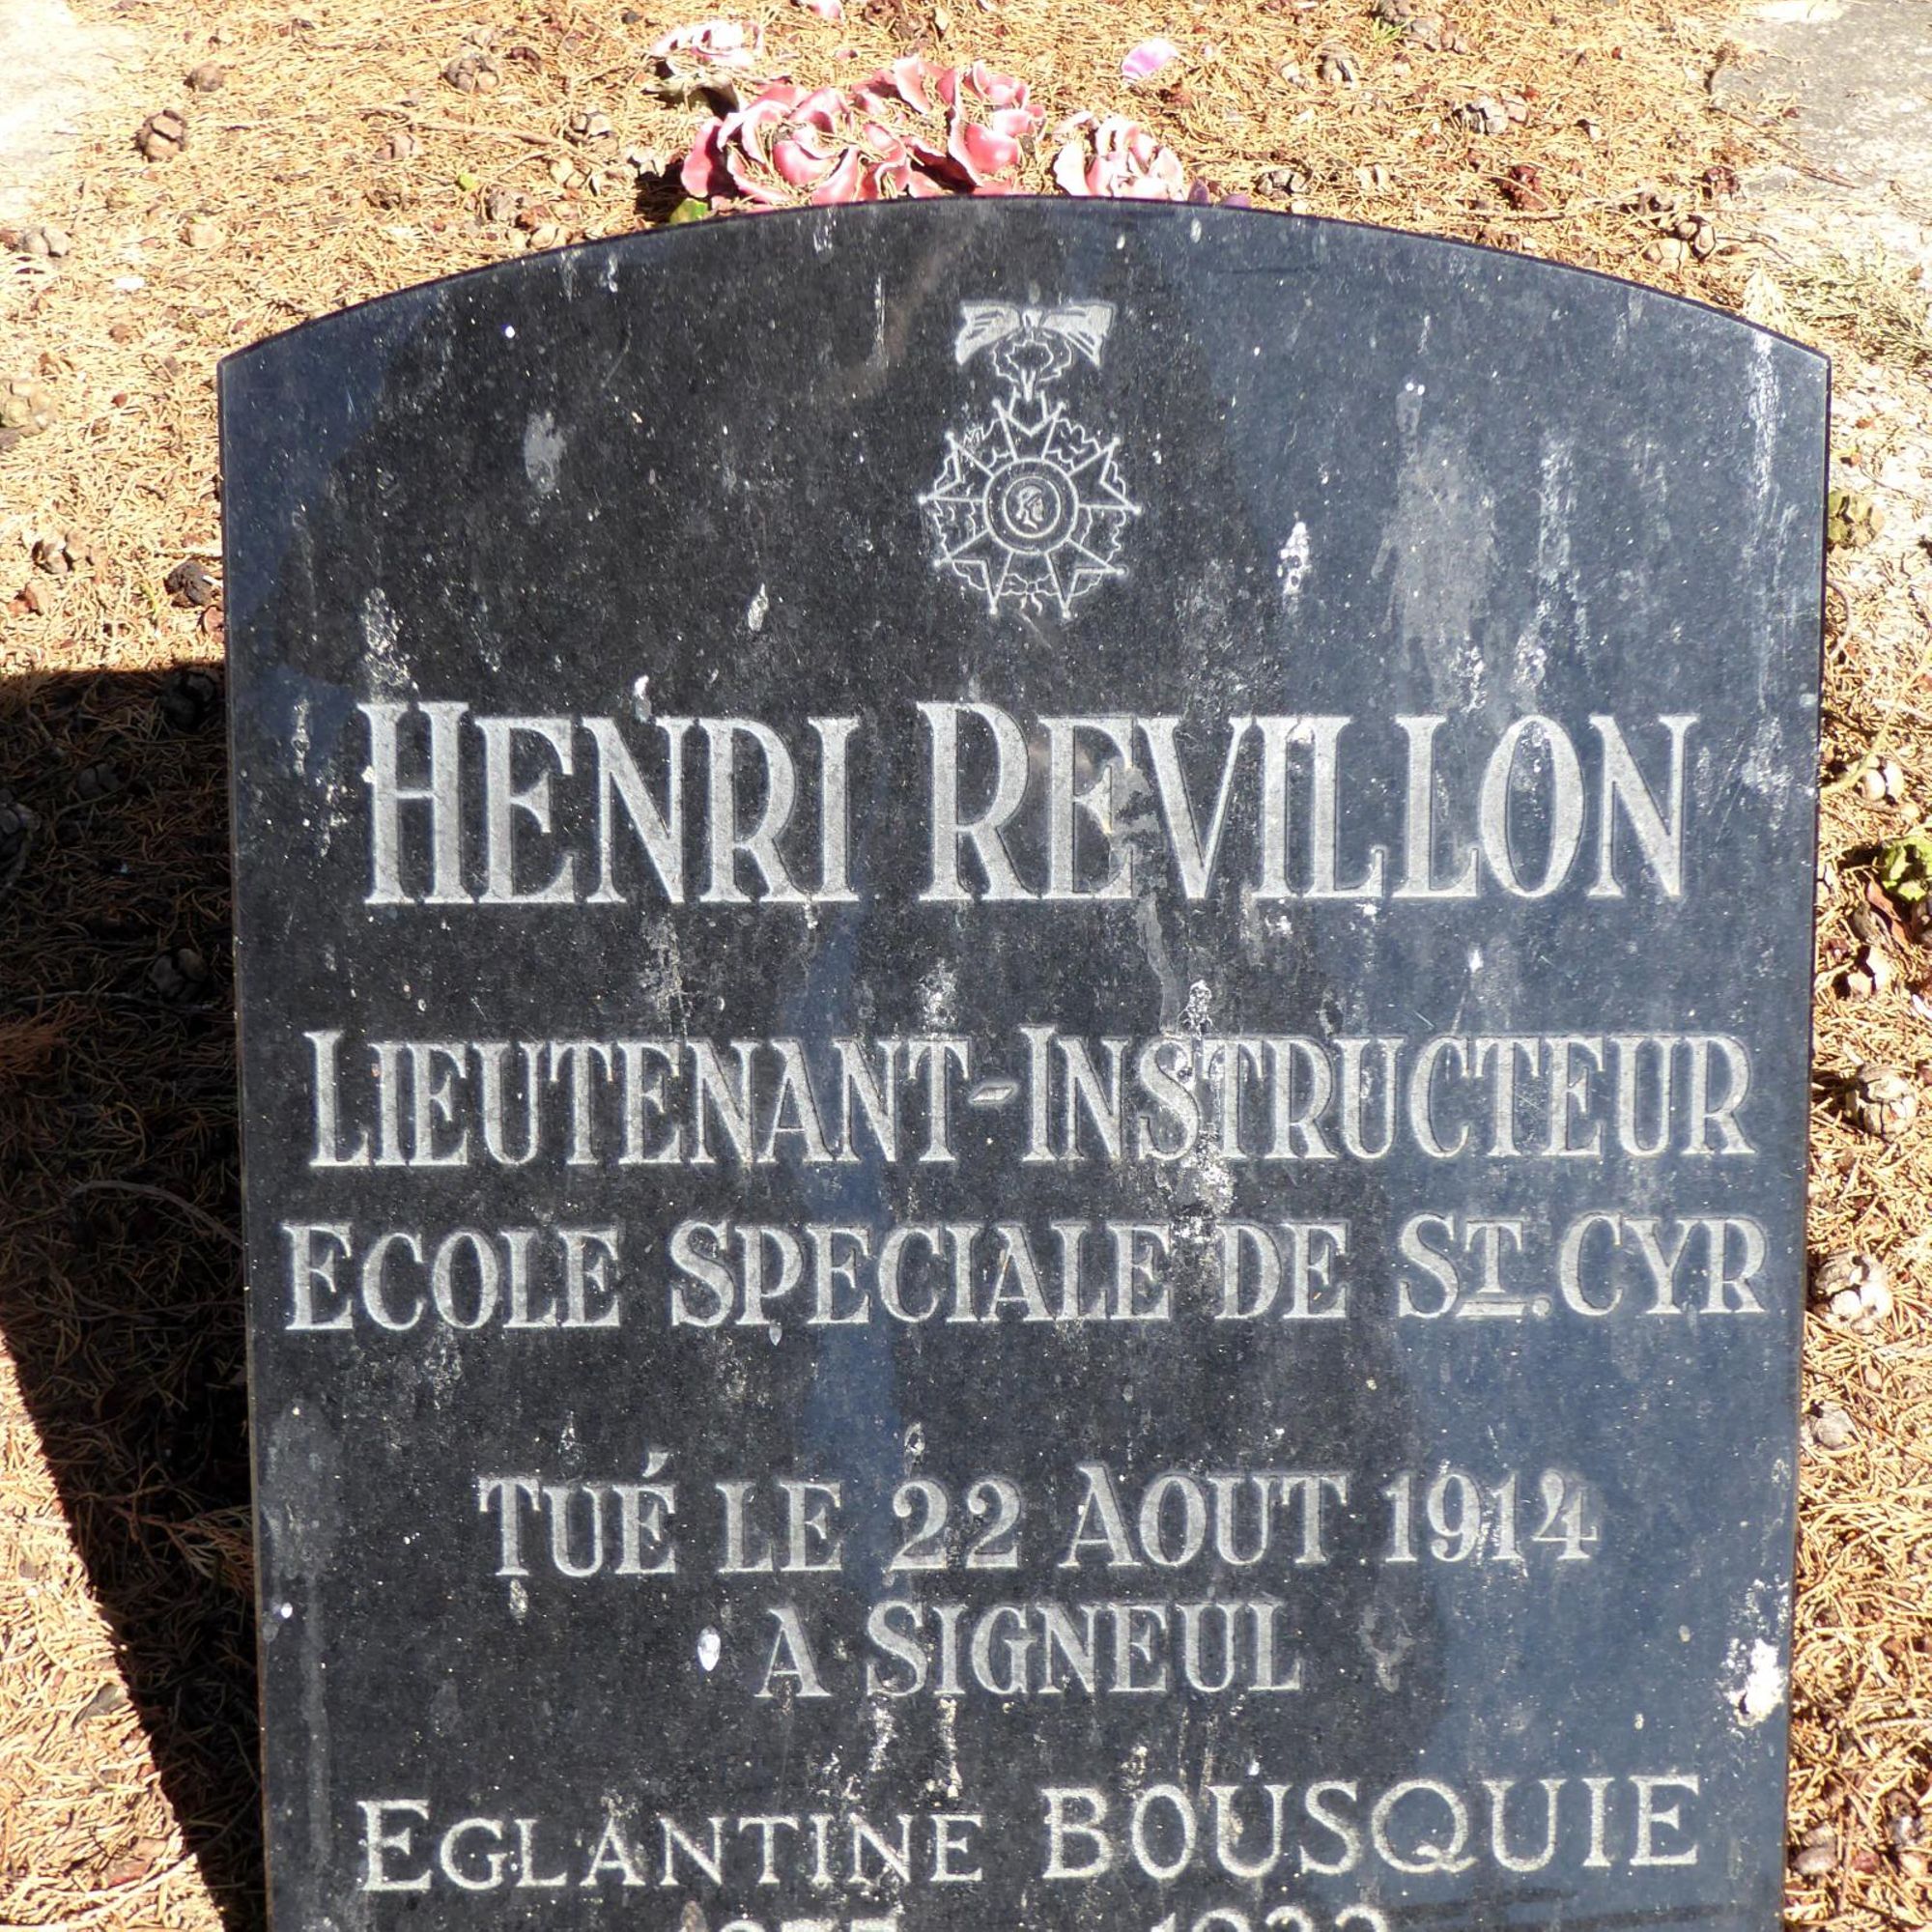 HENRI REVILLON
LIEUTENANT-INSTRUCTEUR
ECOLE SPECIALE DE ST. CYR
TUÉ LE 22 AOUT 1914
A SIGNEUL
EGLANTINE BOUSQUIE